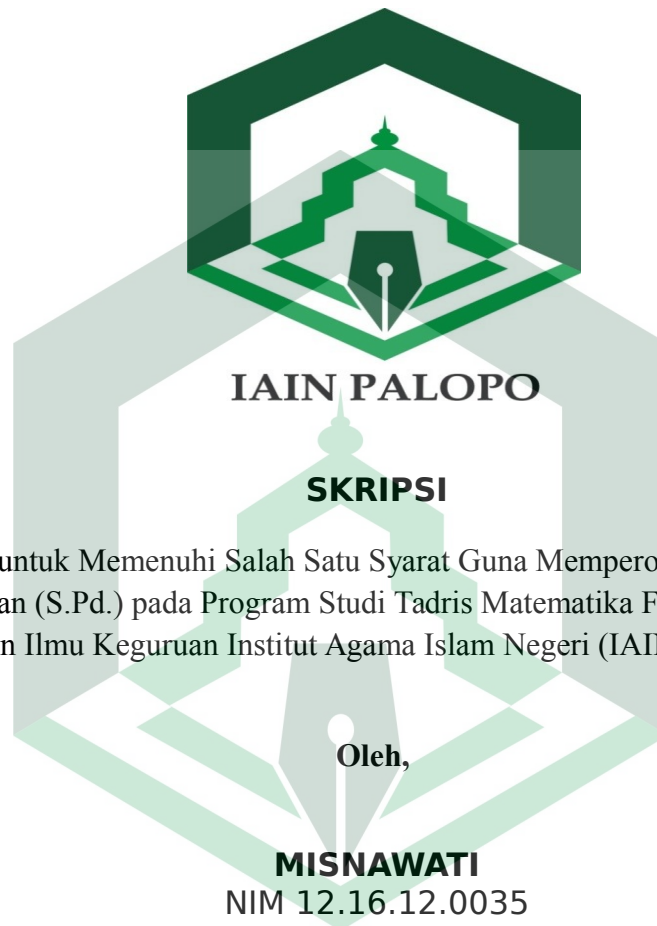 IAIN PALOPO
SKRIPSI
untuk Memenuhi Salah Satu Syarat Guna Mempero
an (S.Pd.) pada Program Studi Tadris Matematika F
n Ilmu Keguruan Institut Agama Islam Negeri (IAI
Oleh,
MISNAWATI
NIM 12.16.12.0035